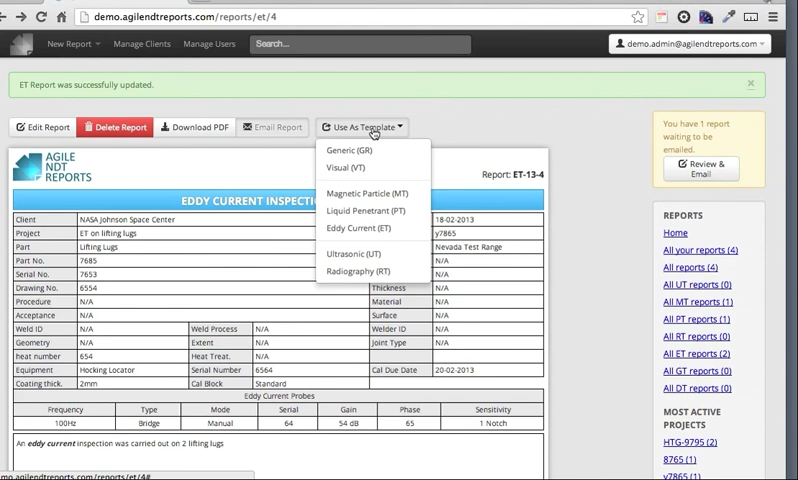 demo.agilendtreports.com/reports/et/4
New Report
Manage Clients
Manage Users
Search...
demo.admin@agilendtreports.com
ET Report was successfully updated.
×
Edit Report
Delete Report
Download PDF
Email Report
Use As Template
Generic (GR)
Visual (VT)
Magnetic Particle (MT)
Liquid Penetrant (PT)
Eddy Current (ET)
Ultrasonic (UT)
Radiography (RT)
AGILE
NDT
REPORTS
Report: ET-13-4
EDDY CURRENT INSPECTI
Client NASA Johnson Space Center 18-02-2013
Project ET on lifting lugs y7865
Part Lifting Lugs Nevada Test Range
Part No. 7685
Serial No. 7653
Drawing No. 6554 Thickness N/A
Procedure N/A Material N/A
Acceptance N/A Surface N/A
Weld ID N/A Weld Process N/A Welder ID N/A
Geometry N/A Extent N/A Joint Type N/A
heat number 654 Heat Treat. N/A
Equipment Hocking Locator Serial Number 6564 Cal Due Date 20-02-2013
Coating thick. 2mm Cal Block Standard
Eddy Current Probes
Frequency Type Mode Serial Gain Phase Sensitivity
100Hz Bridge Manual 64 54 dB 65 1 Notch
An eddy current inspection was carried out on 2 lifting lugs
You have 1 report
waiting to be
emailed.
Review &
Email
REPORTS
Home
All your reports (4)
All reports (4)
All UT reports (0)
All MT reports (1)
All PT reports (1)
All RT reports (0)
All ET reports (2)
All GT reports (0)
All DT reports (0)
MOST ACTIVE
PROJECTS
HTG-9795 (2)
8765 (1)
y7865 (1)
mo.agilendtreports.com/reports/et/4#